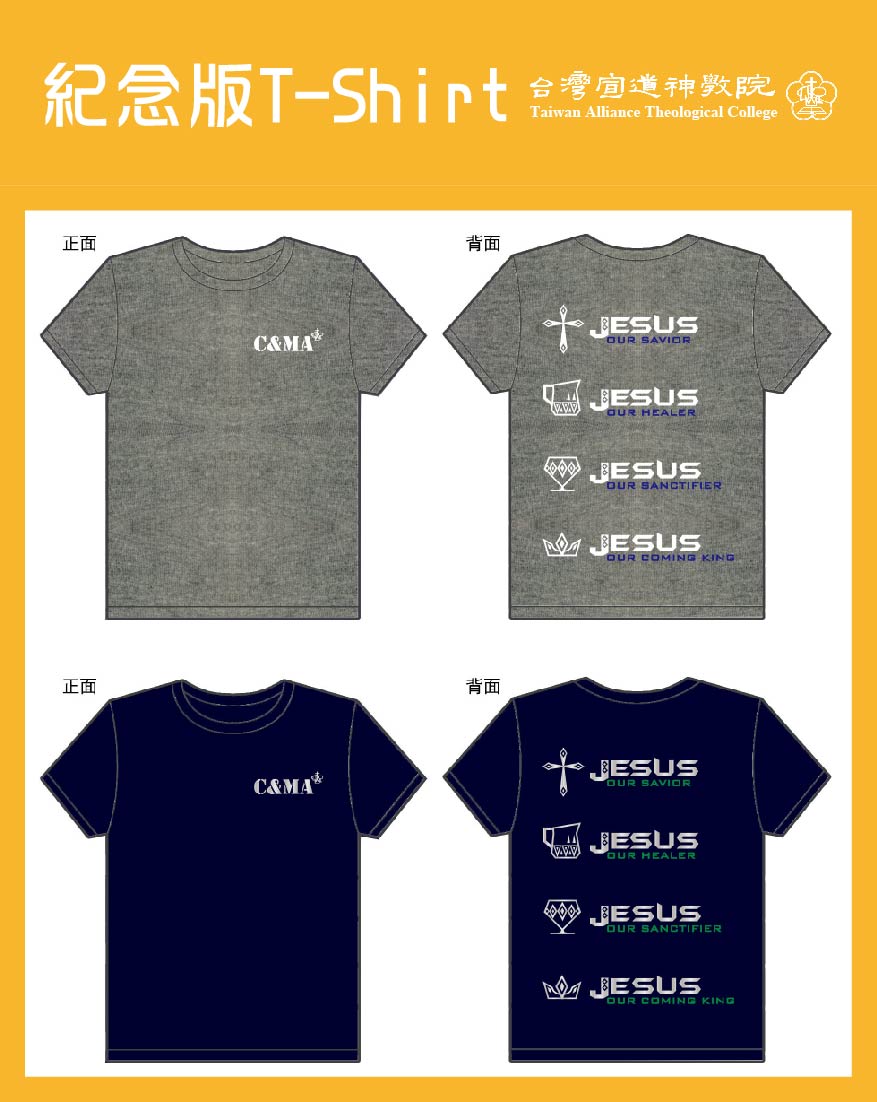 紀念版T-Shirt
台灣宣道神學院
Taiwan Alliance Theological College
正面
背面
C&MA
JESUS
OUR SAVIOR
JESUS
OUR HEALER
JESUS
OUR SANCTIFIER
JESUS
OUR COMING KING
正面
背面
C&MA
JESUS
OUR SAVIOR
JESUS
OUR HEALER
JESUS
OUR SANCTIFIER
JESUS
OUR COMING KING